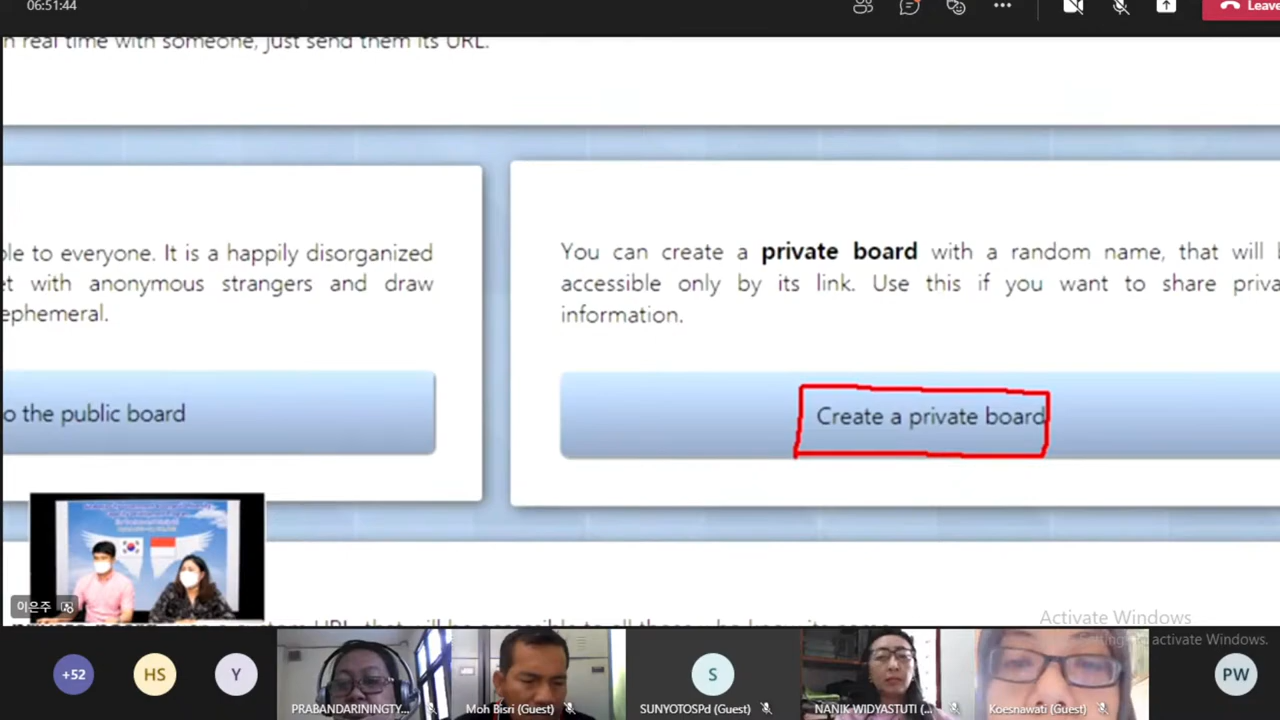 06:51:44
Leave
n real time with someone, just send them its URL.
ble to everyone. It is a happily disorganized
et with anonymous strangers and draw
ephemeral.
o the public board
You can create a private board with a random name, that will b
accessible only by its link. Use this if you want to share priva
information.
Create a private board
이은주
Activate Windows
activate Windows.
+52
HS
Y
PRABANDARININGTY...
Moh Bisri (Guest)
S
SUNYOTOSPd (Guest)
NANIK WIDYASTUTI (...
Koesnawati (Guest)
PW